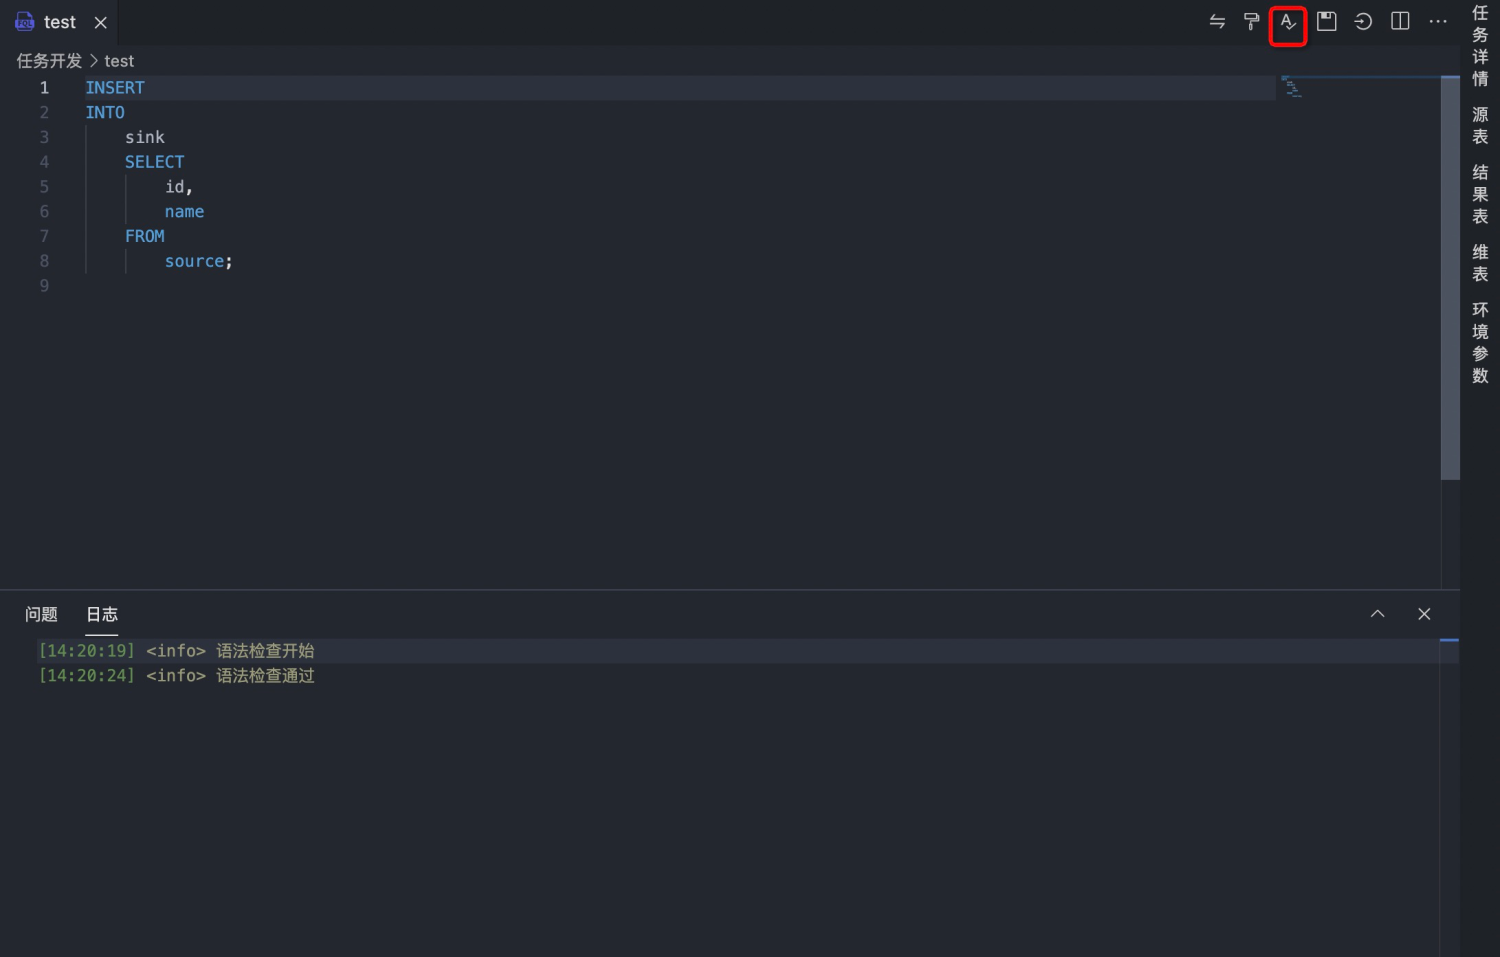 test
任务开发 > test
1 INSERT
2 INTO
3 sink
4 SELECT
5 id,
6 name
7 FROM
8 source;
9
问题 日志
[14:20:19] <info> 语法检查开始
[14:20:24] <info> 语法检查通过
任务详情
源表
结果表
维表
环境参数